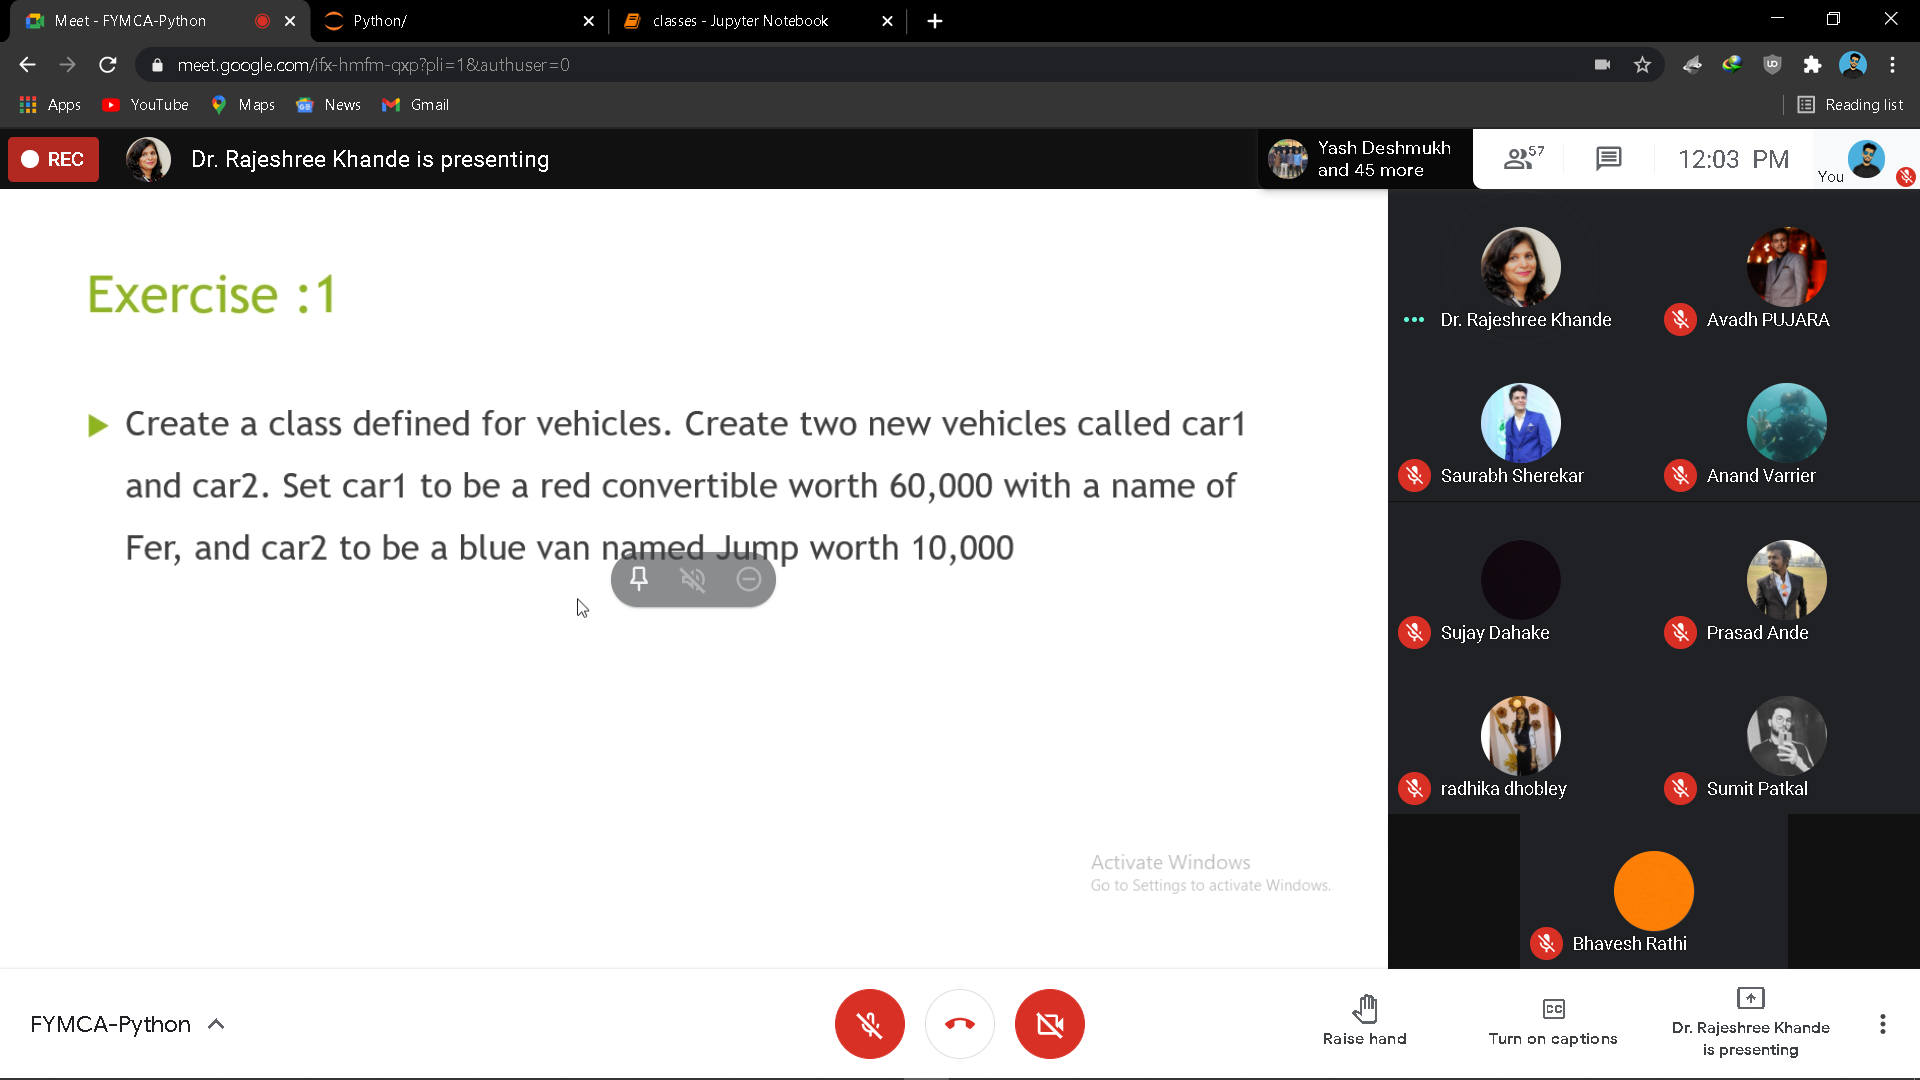 Meet - FYMCA-Python
Python/
classes - Jupyter Notebook
meet.google.com/ifx-hmfm-qxp?pli=1&authuser=0
Apps
YouTube
Maps
News
Gmail
Reading list
REC
Dr. Rajeshree Khande is presenting
Yash Deshmukh
and 45 more
57
12:03 PM
You
Exercise :1
Create a class defined for vehicles. Create two new vehicles called car1
and car2. Set car1 to be a red convertible worth 60,000 with a name of
Fer, and car2 to be a blue van named Jump worth 10,000
Dr. Rajeshree Khande
Avadh PUJARA
Saurabh Sherekar
Anand Varrier
Sujay Dahake
Prasad Ande
radhika dhobley
Sumit Patkal
Bhavesh Rathi
Activate Windows
Go to Settings to activate Windows.
FYMCA-Python
Raise hand
CC
Turn on captions
Dr. Rajeshree Khande
is presenting